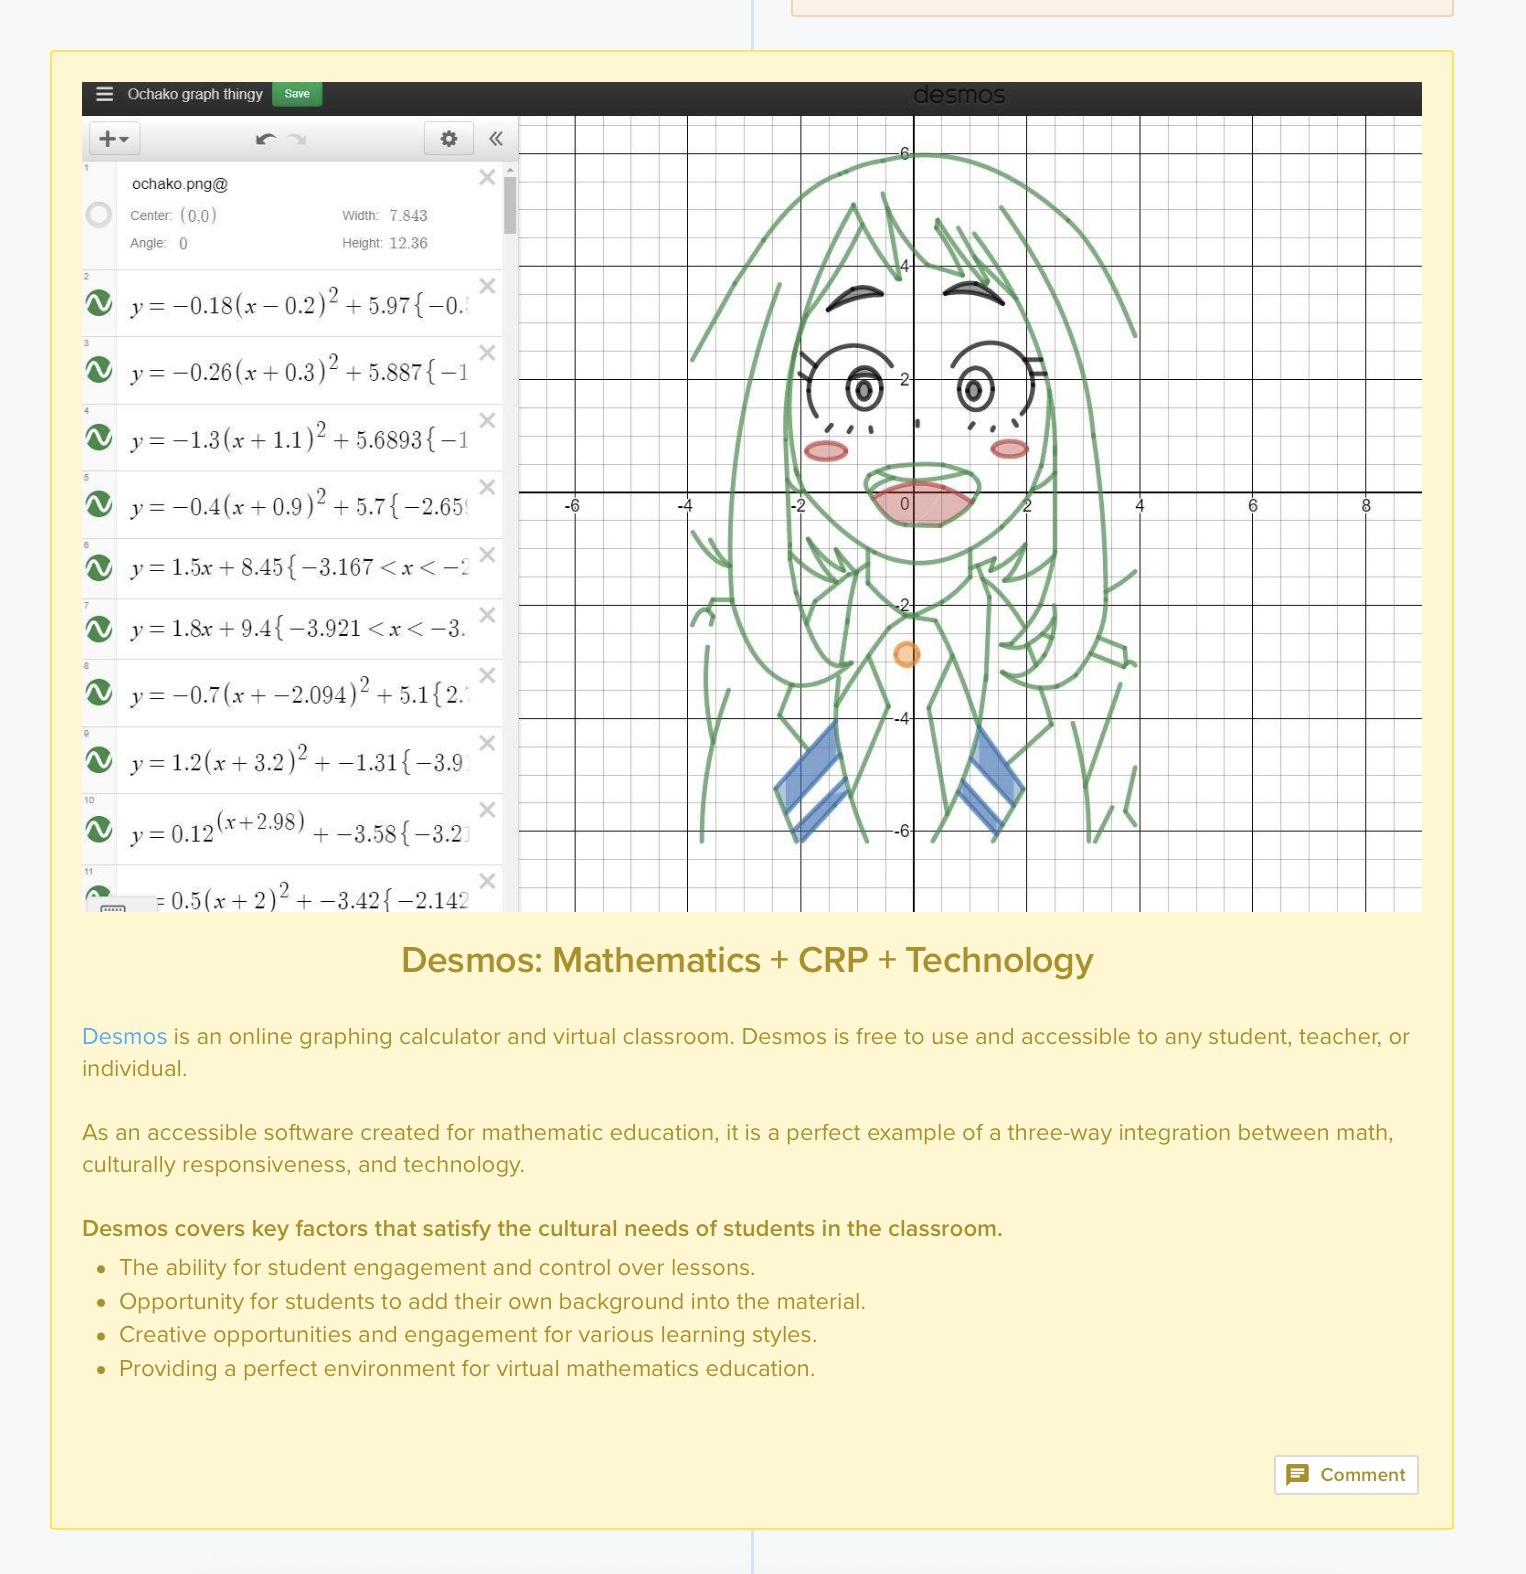 Ochako graph thingy Save desmos
1
ochako.png@
Center: (0,0) Width: 7.843
Angle: 0 Height: 12.36
2
y = −0.18(x − 0.2)² + 5.97{−0.
3
y = −0.26(x + 0.3)² + 5.887{−1
4
y = −1.3(x + 1.1)² + 5.6893{−1
5
y = −0.4(x + 0.9)² + 5.7{−2.659
6
y = 1.5x + 8.45{−3.167 < x < −2
7
y = 1.8x + 9.4{−3.921 < x < −3.
8
y = −0.7(x + −2.094)² + 5.1{2.
9
y = 1.2(x + 3.2)² + −1.31{−3.9
10
y = 0.12^(x+2.98) + −3.58{−3.21
11
= 0.5(x + 2)² + −3.42{−2.142
6
4
2
-6 -4 -2 0 2 4 6 8
-2
-4
-6
Desmos: Mathematics + CRP + Technology
Desmos is an online graphing calculator and virtual classroom. Desmos is free to use and accessible to any student, teacher, or
individual.
As an accessible software created for mathematic education, it is a perfect example of a three-way integration between math,
culturally responsiveness, and technology.
Desmos covers key factors that satisfy the cultural needs of students in the classroom.
• The ability for student engagement and control over lessons.
• Opportunity for students to add their own background into the material.
• Creative opportunities and engagement for various learning styles.
• Providing a perfect environment for virtual mathematics education.
Comment